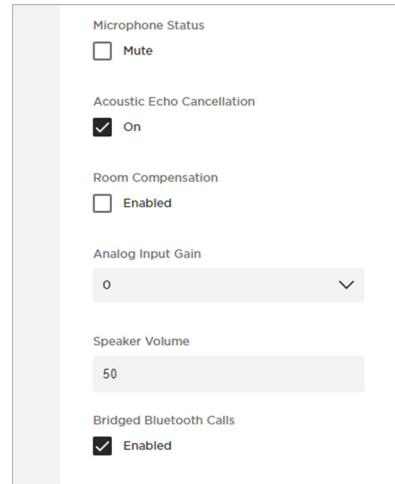 Microphone Status
Mute
Acoustic Echo Cancellation
On
Room Compensation
Enabled
Analog Input Gain
0
Speaker Volume
50
Bridged Bluetooth Calls
Enabled